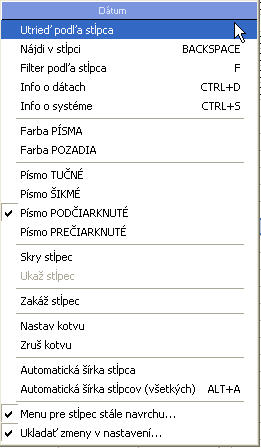 Dátum
Utrieď podľa stĺpca
Nájdi v stĺpci BACKSPACE
Filter podľa stĺpca F
Info o dátach CTRL+D
Info o systéme CTRL+S
Farba PÍSMA
Farba POZADIA
Písmo TUČNÉ
Písmo ŠIKMÉ
Písmo PODČIARKNUTÉ
Písmo PREČIARKNUTÉ
Skry stĺpec
Ukaž stĺpec
Zakáž stĺpec
Nastav kotvu
Zruš kotvu
Automatická šírka stĺpca
Automatická šírka stĺpcov (všetkých) ALT+A
Menu pre stĺpec stále navrchu...
Ukladať zmeny v nastavení...